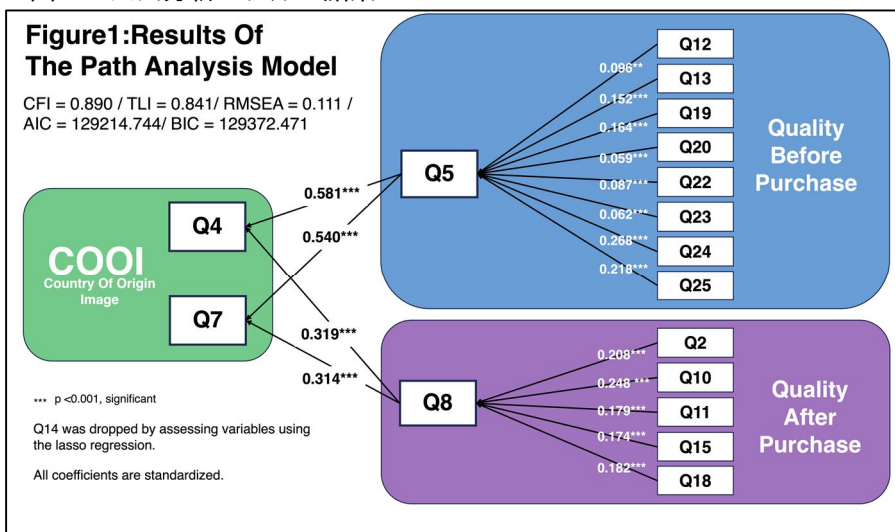 Figure1:Results Of
The Path Analysis Model
CFI = 0.890 / TLI = 0.841/ RMSEA = 0.111 /
AIC = 129214.744/ BIC = 129372.471
COOI
Country Of Origin
Image
Q4
Q7
0.581***
0.540***
0.319***
0.314***
Q5
0.096**
0.152***
0.164***
0.059***
0.087***
0.062***
0.268***
0.218***
Q12
Q13
Q19
Q20
Q22
Q23
Q24
Q25
Quality
Before
Purchase
Q8
0.208***
0.248 ***
0.179***
0.174***
0.182***
Q2
Q10
Q11
Q15
Q18
Quality
After
Purchase
*** p <0.001, significant
Q14 was dropped by assessing variables using
the lasso regression.
All coefficients are standardized.